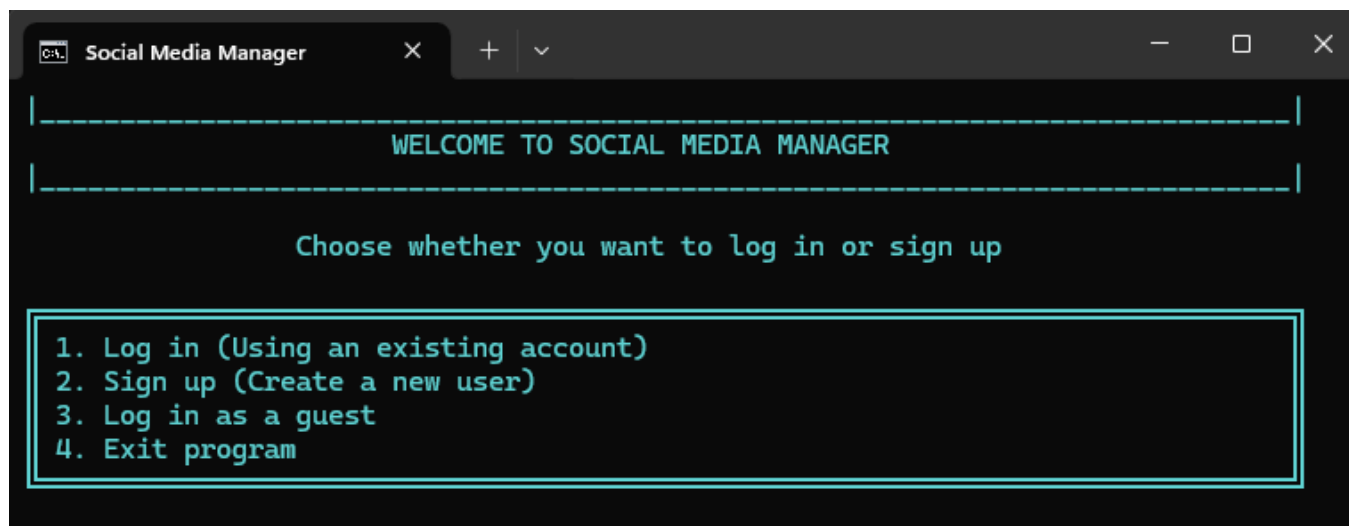 Social Media Manager
WELCOME TO SOCIAL MEDIA MANAGER
Choose whether you want to log in or sign up
1. Log in (Using an existing account)
2. Sign up (Create a new user)
3. Log in as a guest
4. Exit program